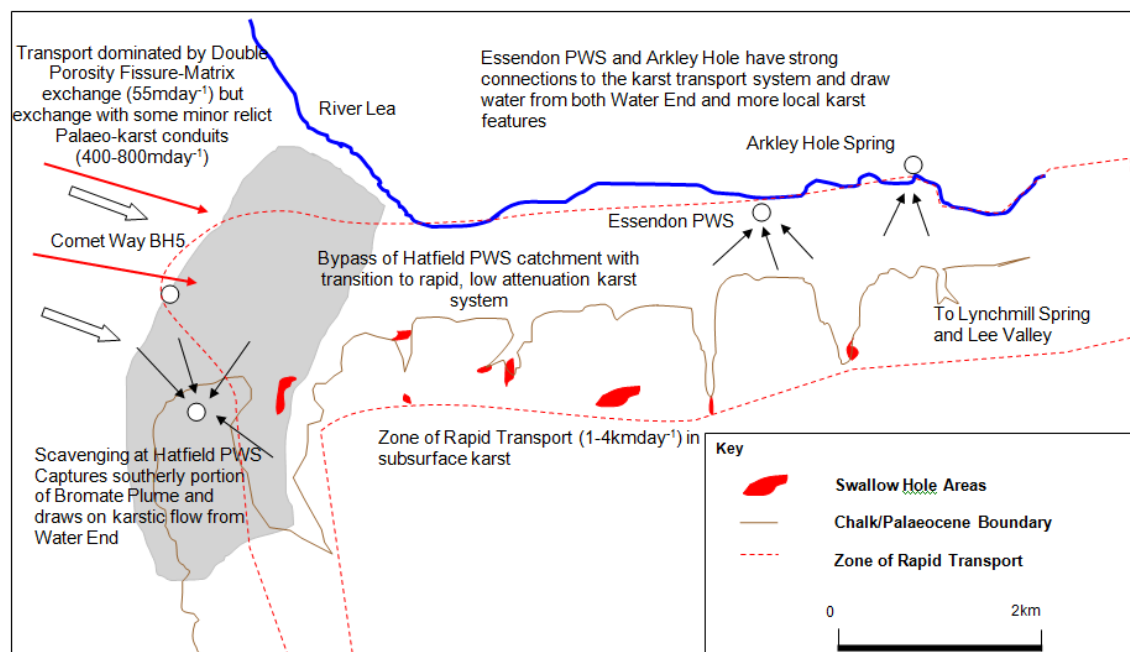 Transport dominated by Double
Porosity Fissure-Matrix
exchange (55mday⁻¹) but
exchange with some minor relict
Palaeo-karst conduits
(400-800mday⁻¹)
River Lea
Essendon PWS and Arkley Hole have strong
connections to the karst transport system and draw
water from both Water End and more local karst
features
Arkley Hole Spring
Essendon PWS
Comet Way BH5
Bypass of Hatfield PWS catchment with
transition to rapid, low attenuation karst
system
To Lynchmill Spring
and Lee Valley
Scavenging at Hatfield PWS
Captures southerly portion
of Bromate Plume and
draws on karstic flow from
Water End
Zone of Rapid Transport (1-4kmday⁻¹) in
subsurface karst
Key
Swallow Hole Areas
Chalk/Palaeocene Boundary
Zone of Rapid Transport
0 2km